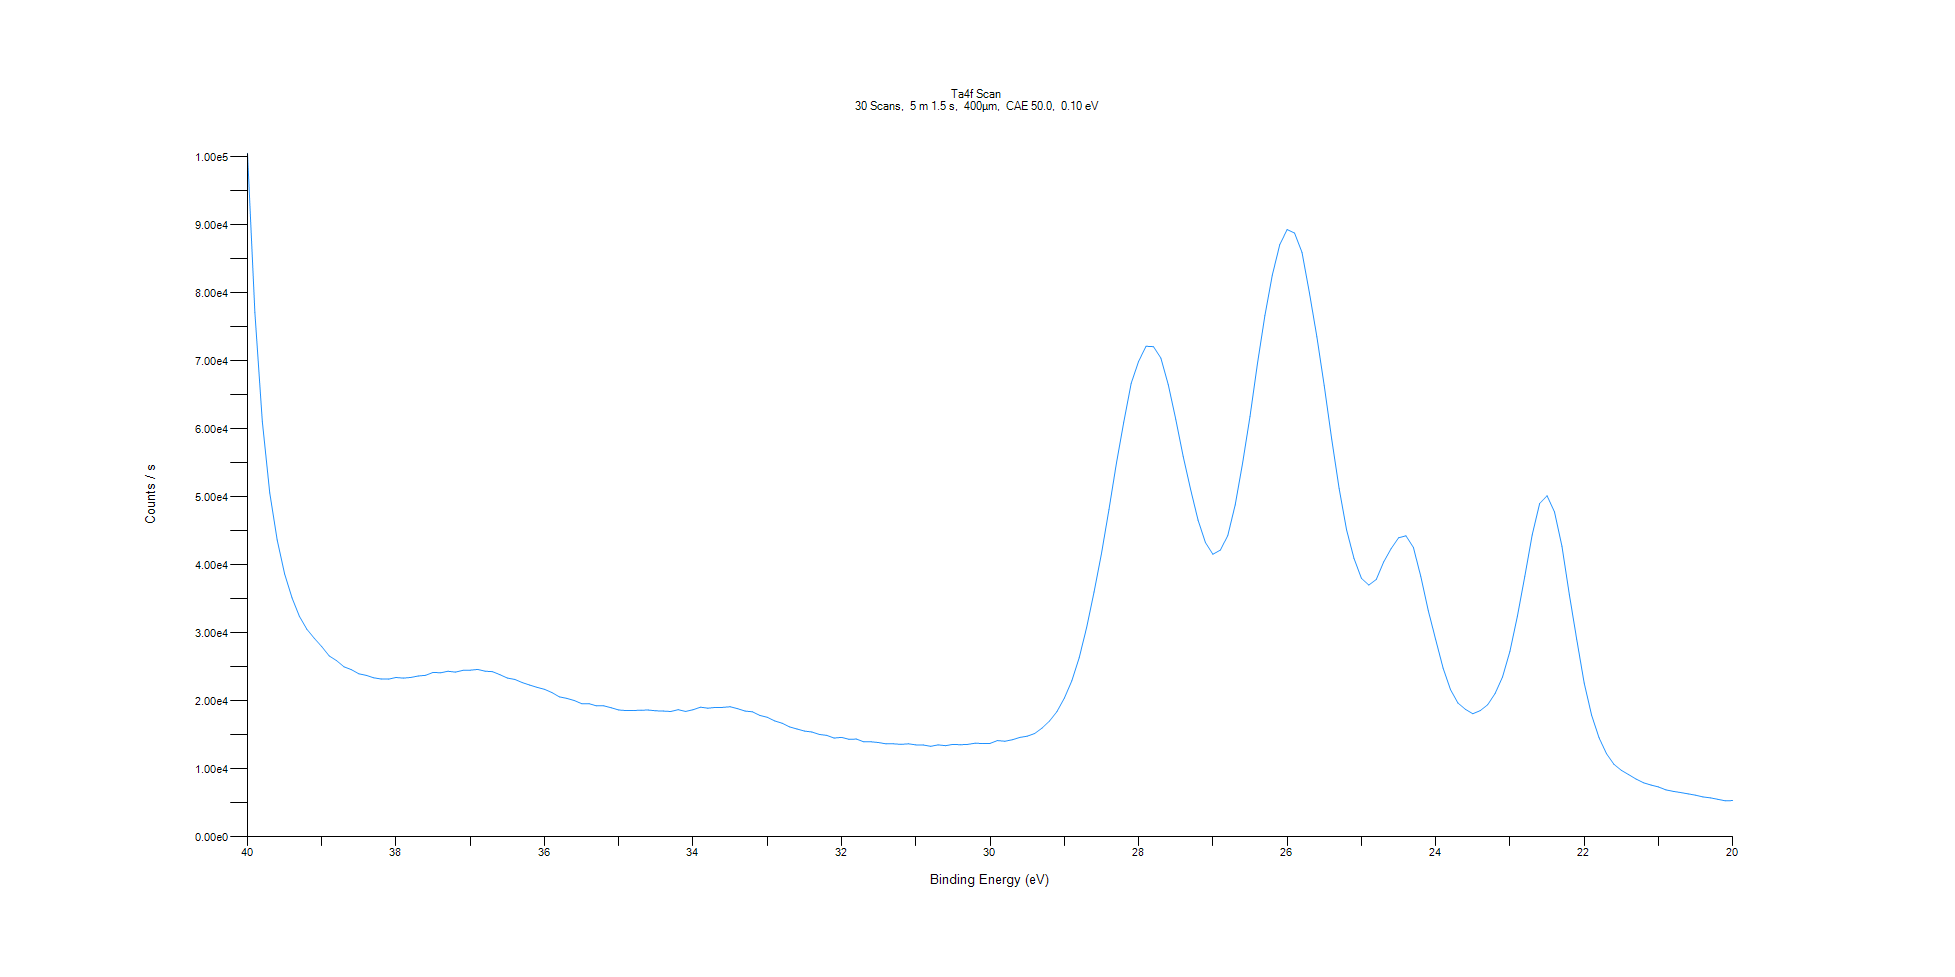 Ta4f Scan
30 Scans, 5 m 1.5 s, 400µm, CAE 50.0, 0.10 eV
1.00e5
9.00e4
8.00e4
7.00e4
6.00e4
5.00e4
4.00e4
3.00e4
2.00e4
1.00e4
0.00e0
Counts / s
40 38 36 34 32 30 28 26 24 22 20
Binding Energy (eV)